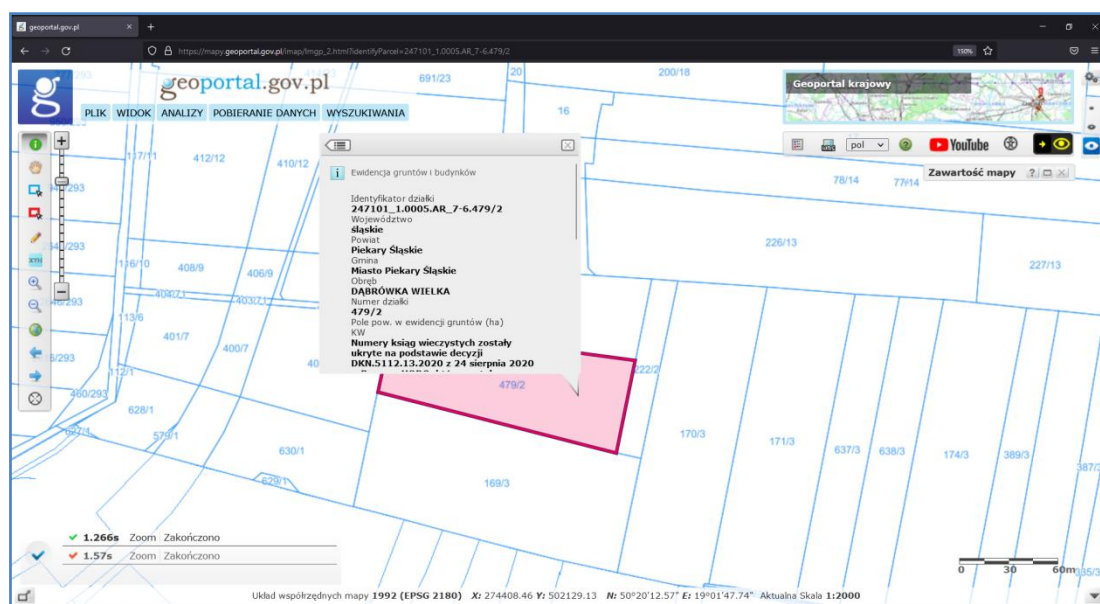 geoportal.gov.pl
https://mapy.geoportal.gov.pl/imap/Imgp_2.html?identifyParcel=247101_1.0005.AR_7-6.479/2
150%
geoportal.gov.pl
PLIK WIDOK ANALIZY POBIERANIE DANYCH WYSZUKIWANIA
691/23
20
200/18
16
Geoportal krajowy
pol
YouTube
Zawartość mapy
412/12
410/12
78/14
226/13
227/13
408/9
406/9
401/7
400/7
113/6
628/1
630/1
629/1
169/3
479/2
170/3
171/3
637/3
638/3
174/3
389/3
Ewidencja gruntów i budynków
Identyfikator działki
247101_1.0005.AR_7-6.479/2
Województwo
śląskie
Powiat
Piekary Śląskie
Gmina
Miasto Piekary Śląskie
Obręb
DĄBRÓWKA WIELKA
Numer działki
479/2
Pole pow. w ewidencji gruntów (ha)
KW
Numery ksiąg wieczystych zostały
ukryte na podstawie decyzji
DKN.5112.13.2020 z 24 sierpnia 2020
1.266s Zoom Zakończono
1.57s Zoom Zakończono
0 30 60m
Układ współrzędnych mapy 1992 (EPSG 2180) X: 274408.46 Y: 502129.13 N: 50°20'12.57" E: 19°01'47.74" Aktualna Skala 1:2000